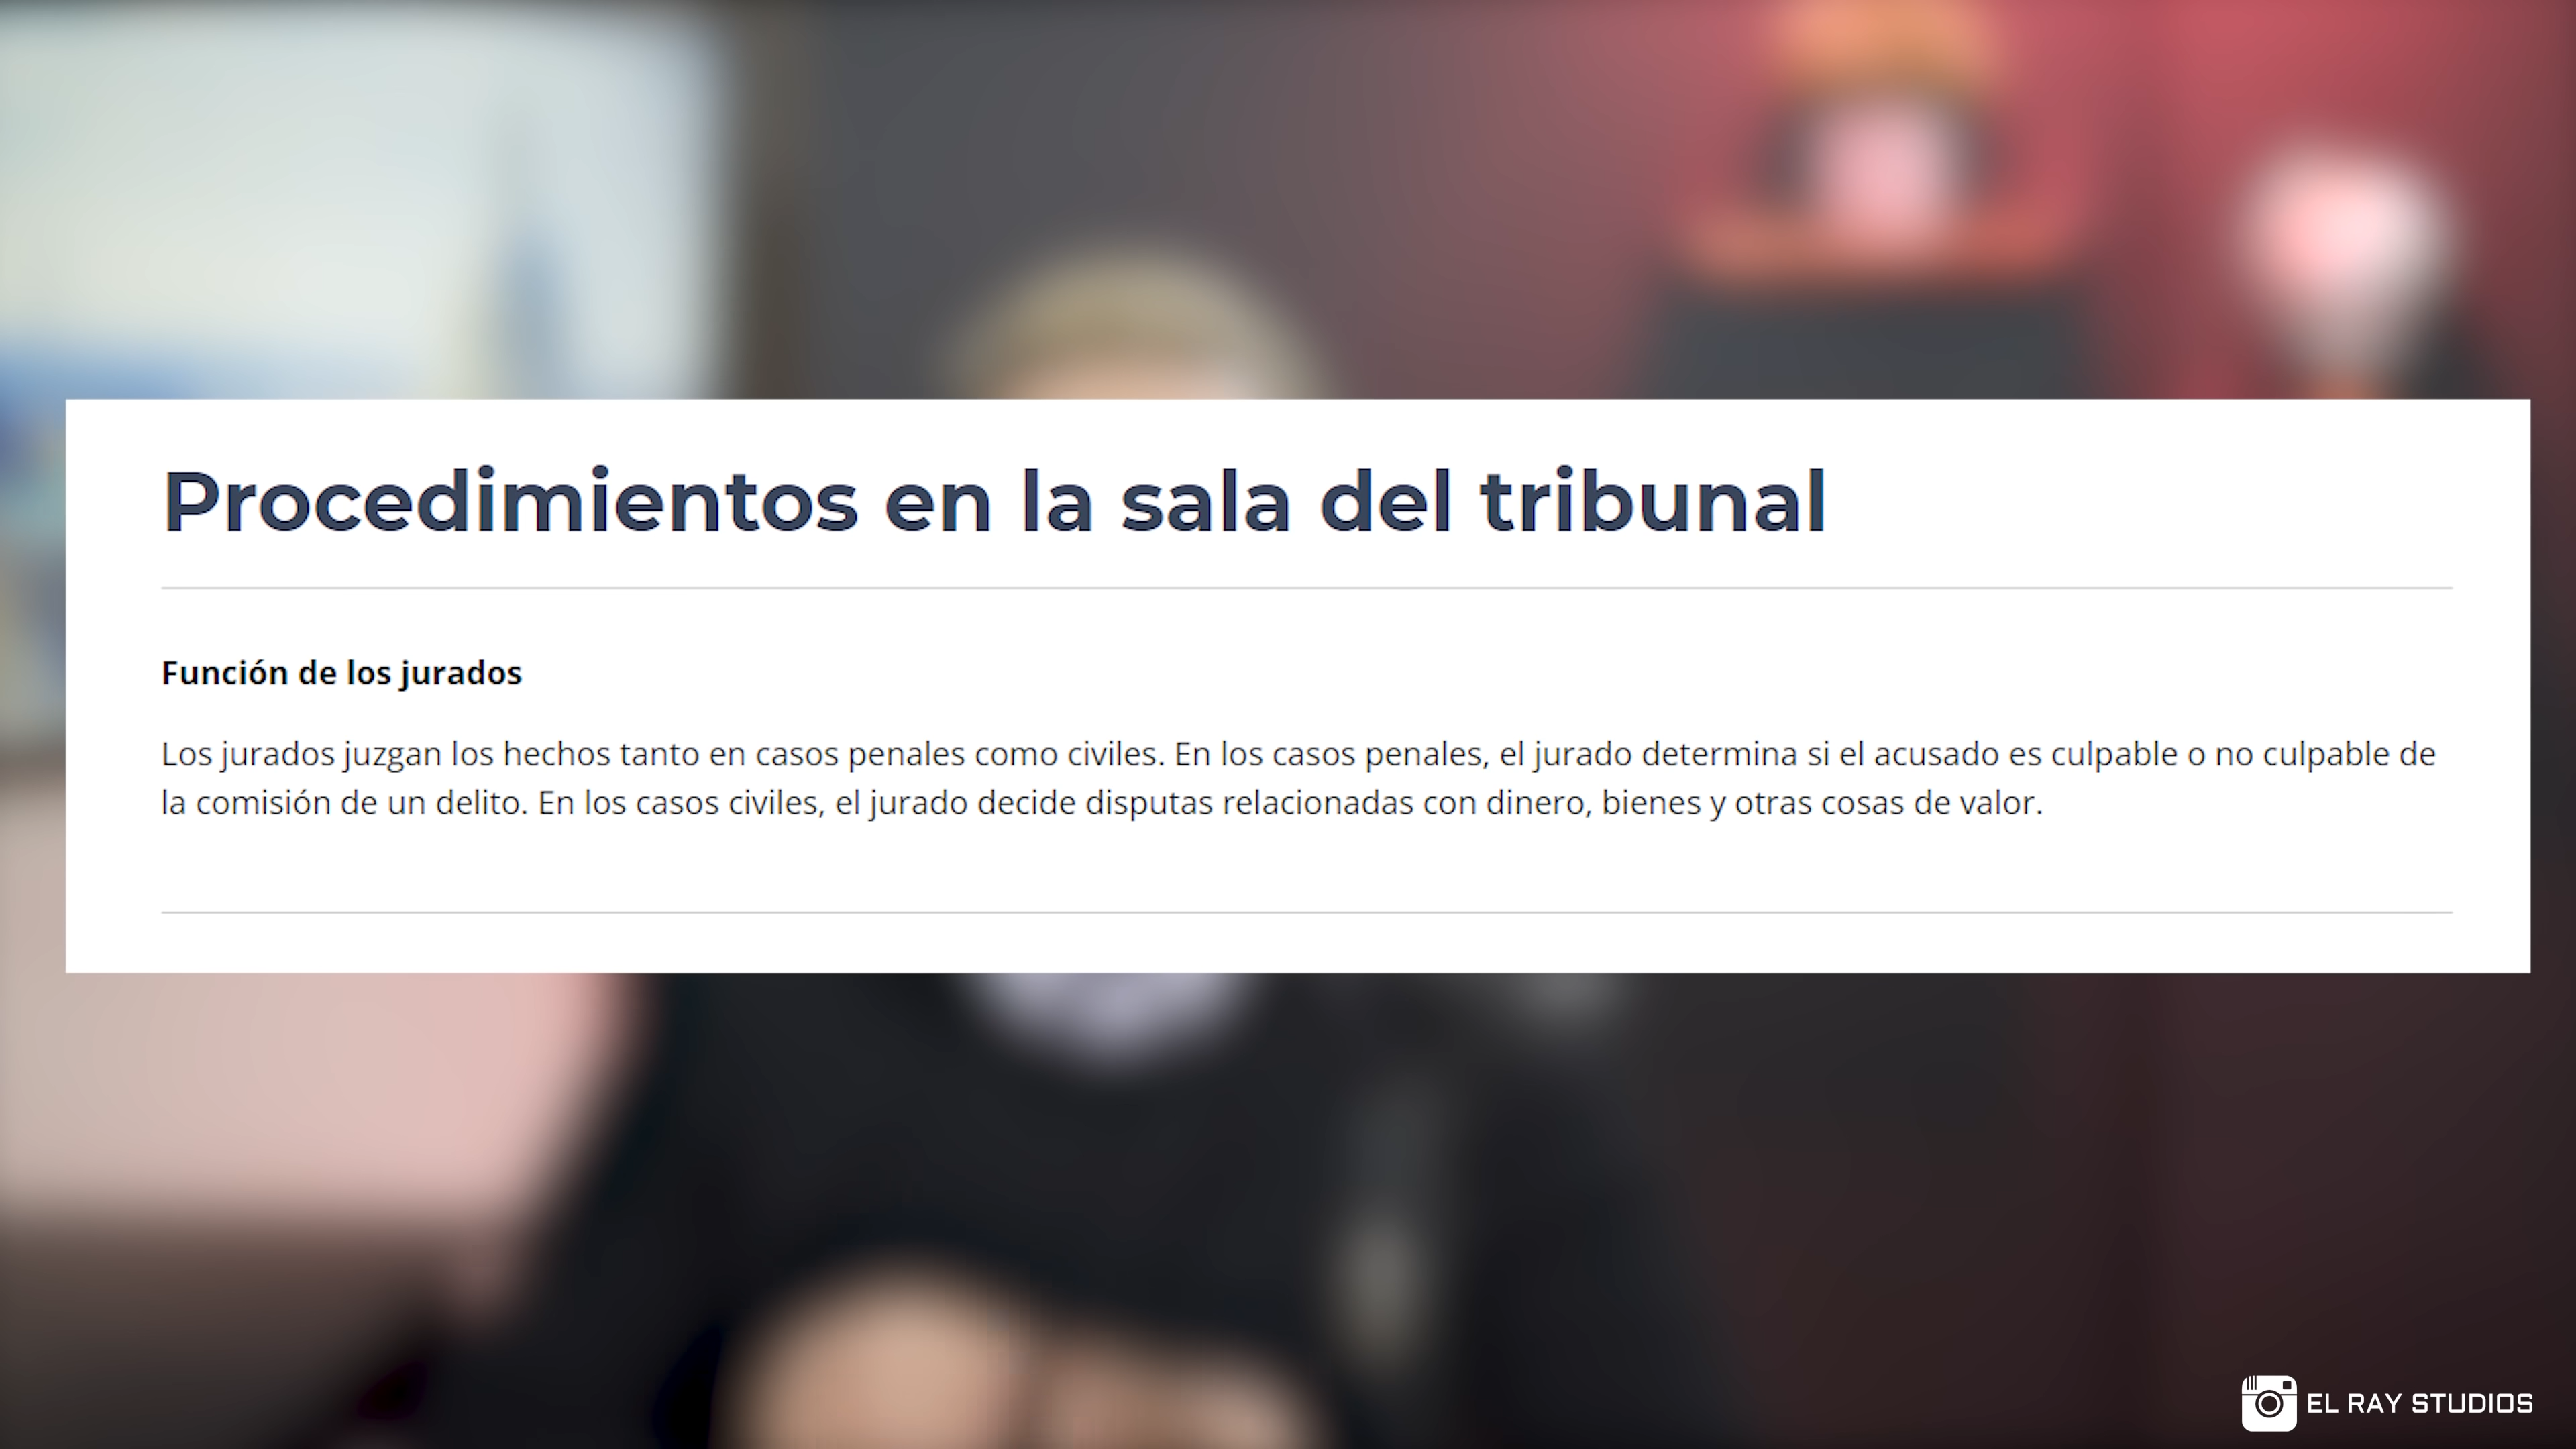 Procedimientos en la sala del tribunal
Función de los jurados
Los jurados juzgan los hechos tanto en casos penales como civiles. En los casos penales, el jurado determina si el acusado es culpable o no culpable de
la comisión de un delito. En los casos civiles, el jurado decide disputas relacionadas con dinero, bienes y otras cosas de valor.
EL RAY STUDIOS